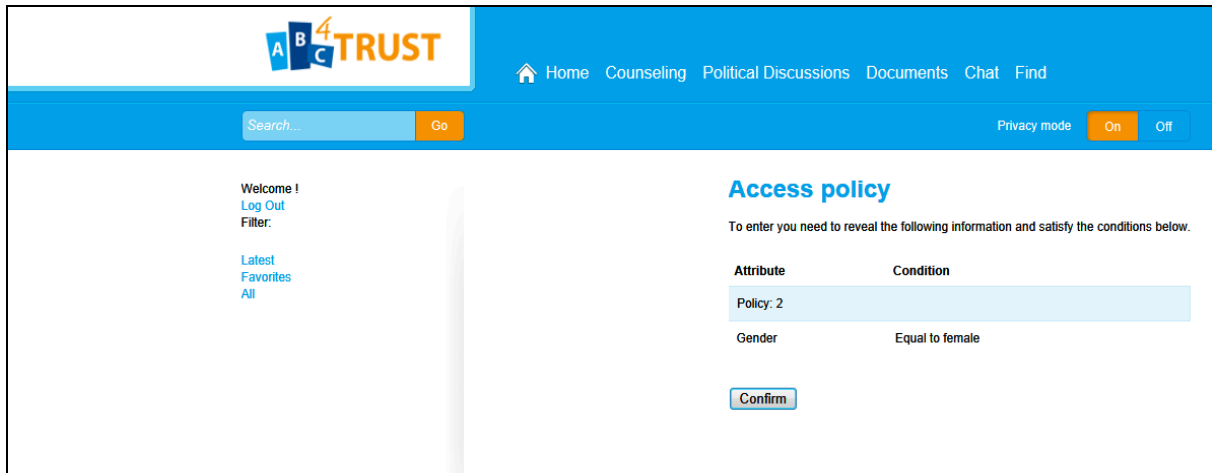 ABC4TRUST
Home Counseling Political Discussions Documents Chat Find
Search... Go
Privacy mode On Off
Welcome !
Log Out
Filter:
Latest
Favorites
All
Access policy
To enter you need to reveal the following information and satisfy the conditions below.
Attribute Condition
Policy: 2
Gender Equal to female
Confirm